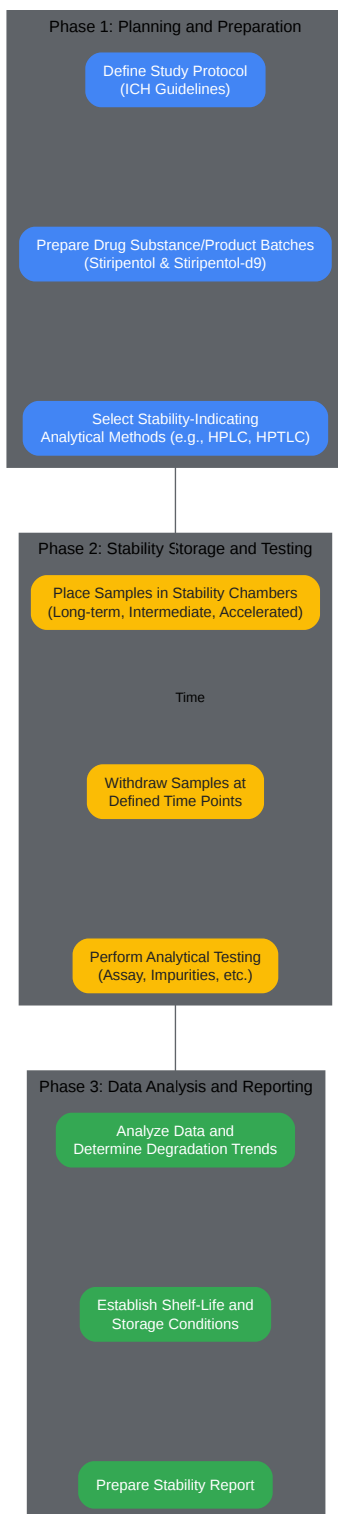 Phase 1: Planning and Preparation
Define Study Protocol
(ICH Guidelines)
Prepare Drug Substance/Product Batches
(Stiripentol & Stiripentol-d9)
Select Stability-Indicating
Analytical Methods (e.g., HPLC, HPTLC)
Phase 2: Stability Storage and Testing
Place Samples in Stability Chambers
(Long-term, Intermediate, Accelerated)
Time
Withdraw Samples at
Defined Time Points
Perform Analytical Testing
(Assay, Impurities, etc.)
Phase 3: Data Analysis and Reporting
Analyze Data and
Determine Degradation Trends
Establish Shelf-Life and
Storage Conditions
Prepare Stability Report